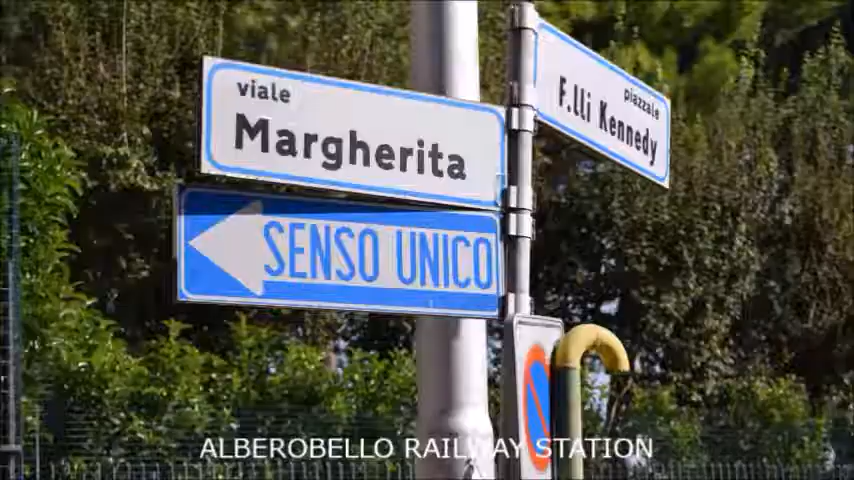 viale
Margherita
piazzale
F.lli Kennedy
SENSO UNICO
ALBEROBELLO RAILWAY STATION